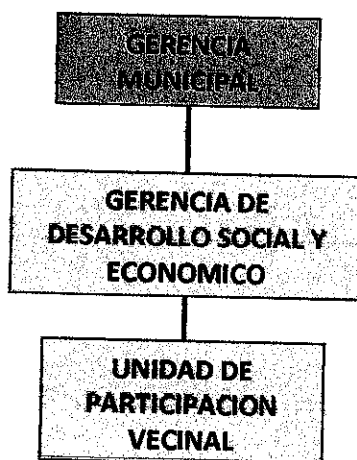 GERENCIA
MUNICIPAL
GERENCIA DE
DESARROLLO SOCIAL Y
ECONOMICO
UNIDAD DE
PARTICIPACION
VECINAL